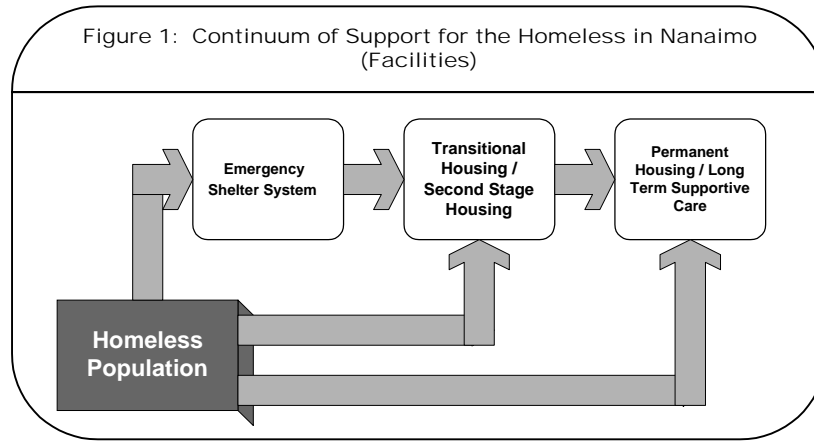 Figure 1: Continuum of Support for the Homeless in Nanaimo
(Facilities)
Emergency
Shelter System
Transitional
Housing /
Second Stage
Housing
Permanent
Housing / Long
Term Supportive
Care
Homeless
Population